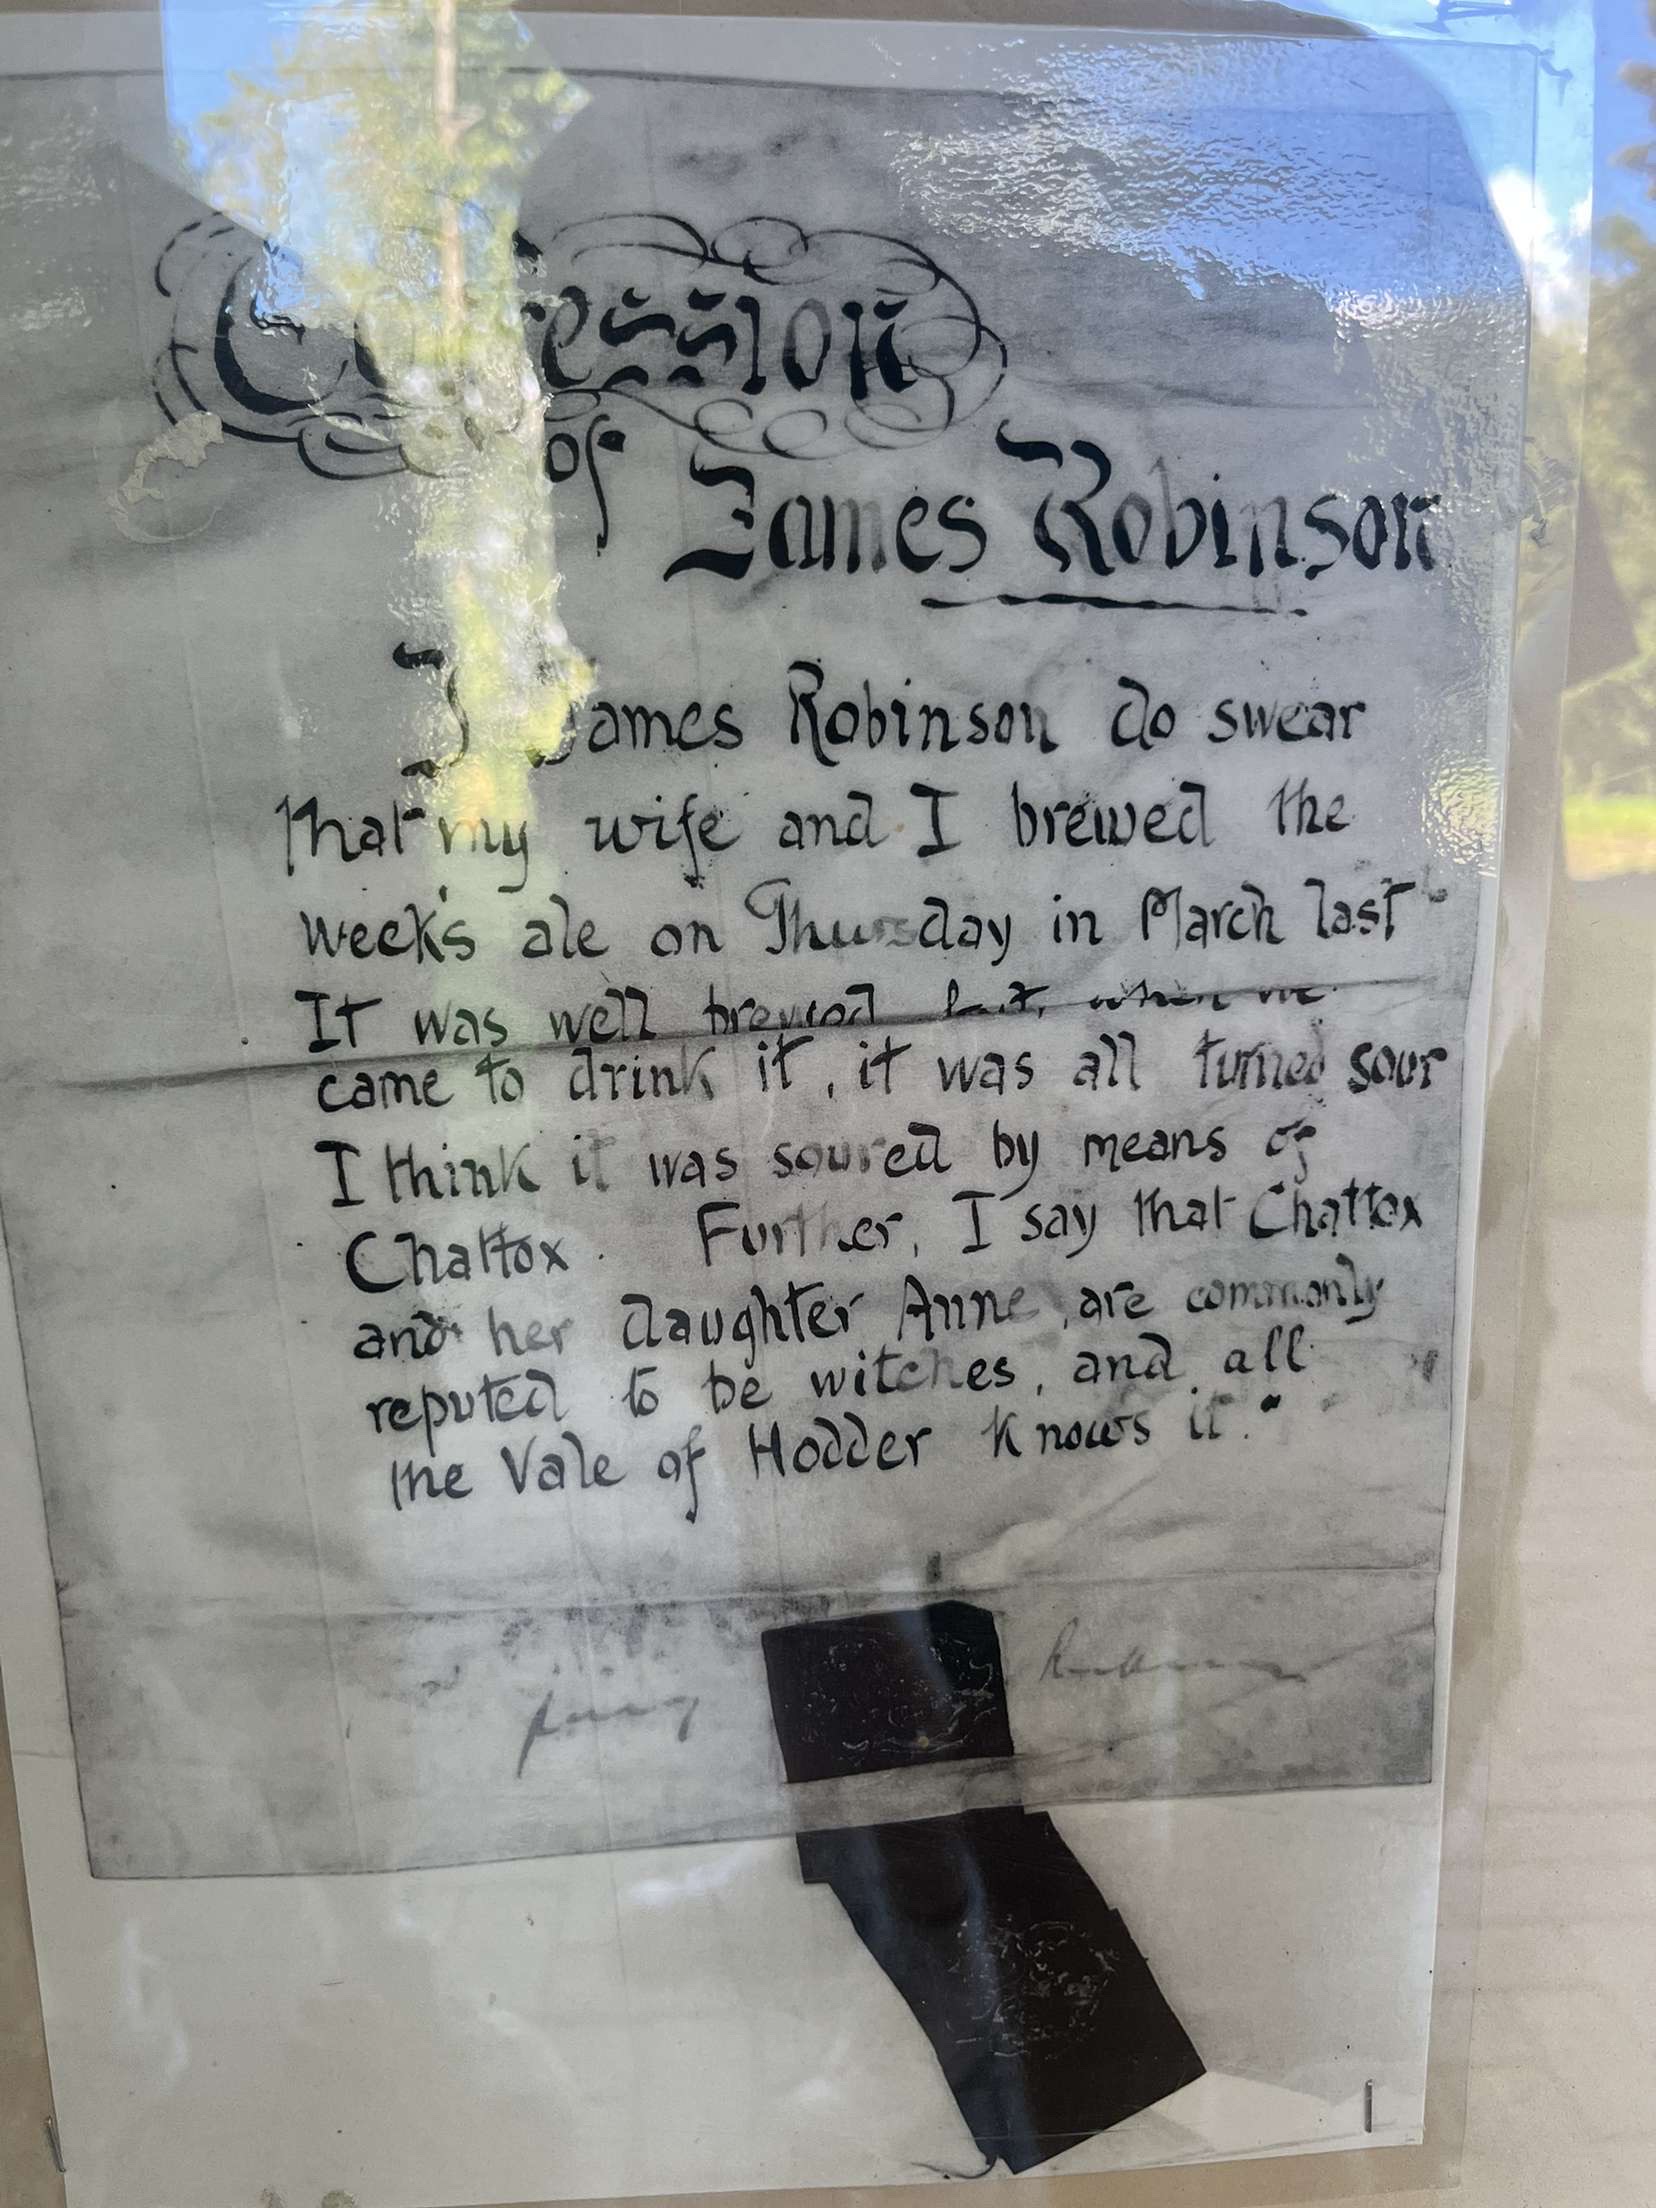 Confession
of
James Robinson
I James Robinson do swear
that my wife and I brewed the
week's ale on Thursday in March last
It was well brewed but, when we
came to drink it, it was all turned sour
I think it was soured by means of
Chattox. Further, I say that Chattox
and her daughter Anne, are commonly
reputed to be witches, and all
the Vale of Hodder Knows it."